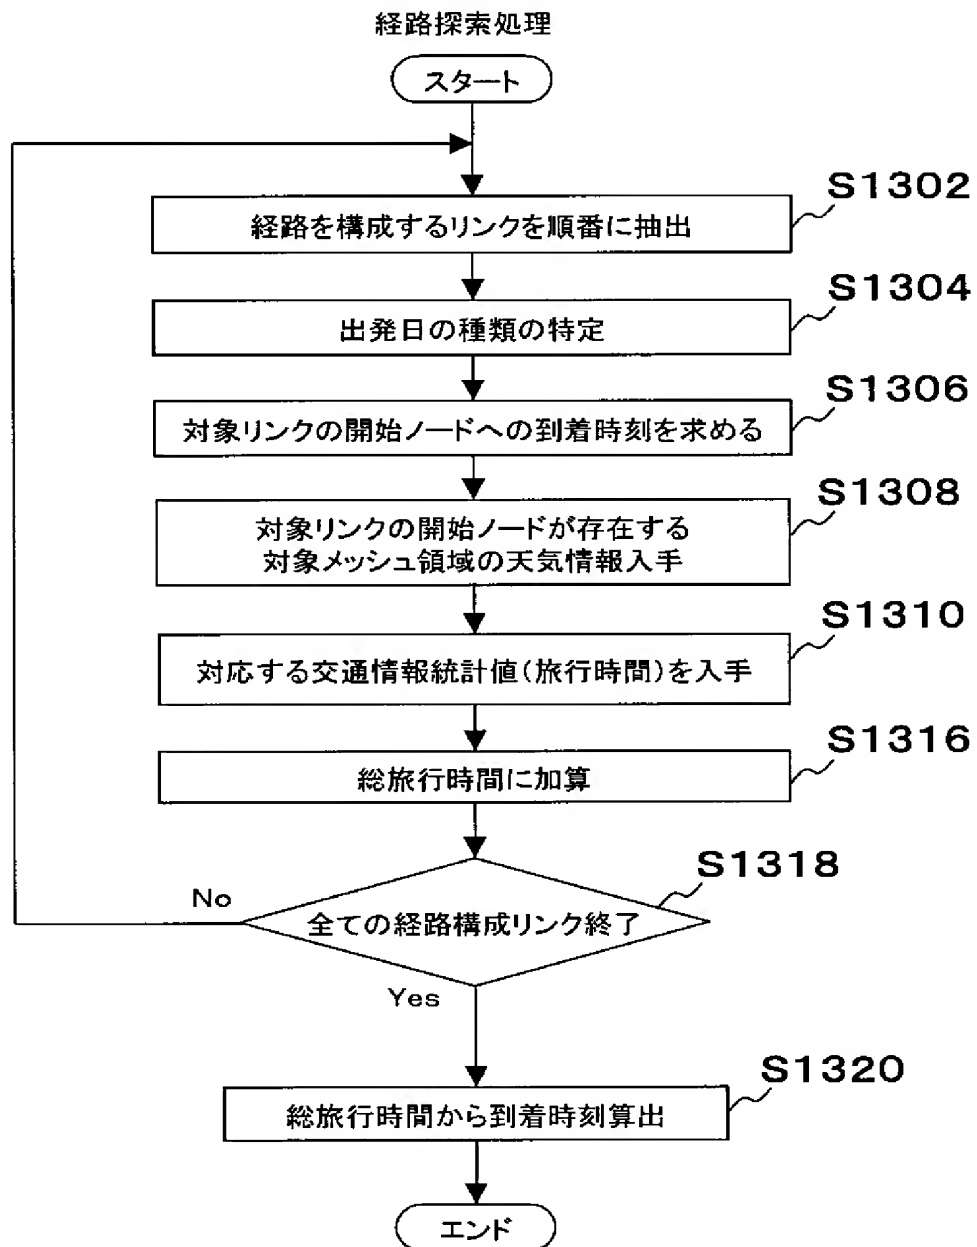 経路探索処理
スタート
S1302
経路を構成するリンクを順番に抽出
S1304
出発日の種類の特定
S1306
対象リンクの開始ノードへの到着時刻を求める
S1308
対象リンクの開始ノードが存在する
対象メッシュ領域の天気情報入手
S1310
対応する交通情報統計値(旅行時間)を入手
S1316
総旅行時間に加算
S1318
No
全ての経路構成リンク終了
Yes
S1320
総旅行時間から到着時刻算出
エンド